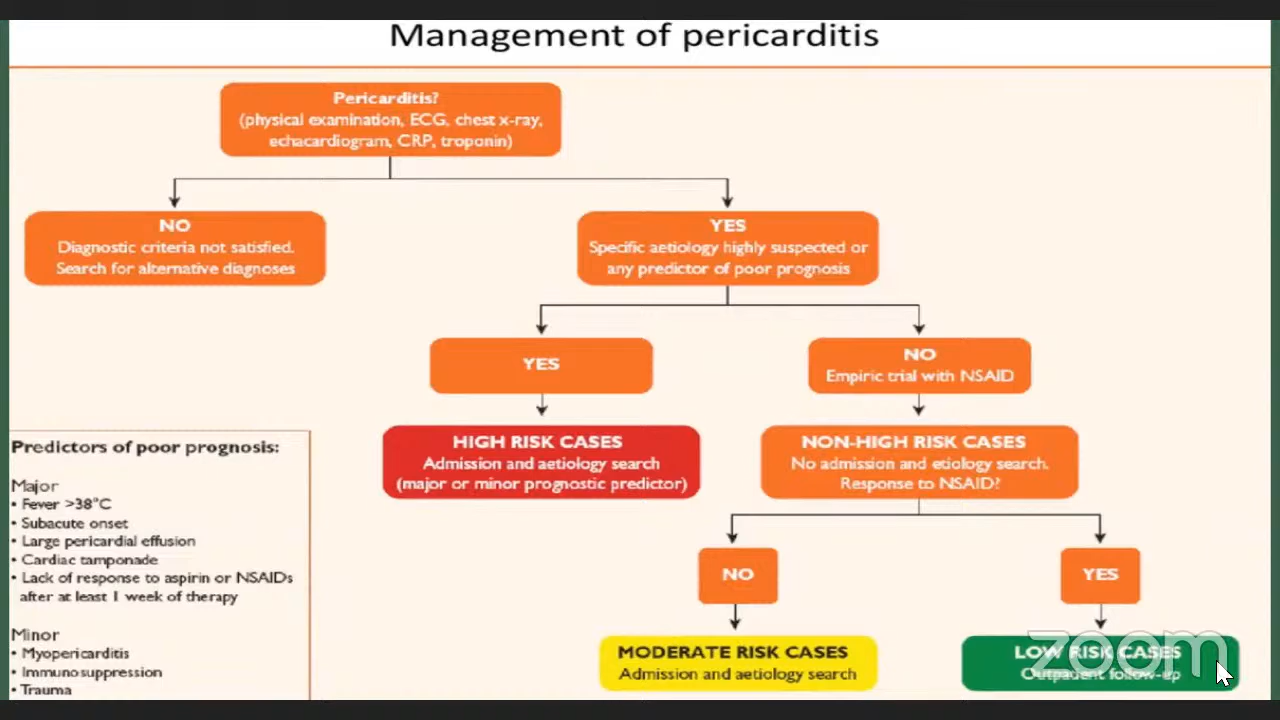 Management of pericarditis
Pericarditis?
(physical examination, ECG, chest x-ray,
echacardiogram, CRP, troponin)
NO
Diagnostic criteria not satisfied.
Search for alternative diagnoses
YES
Specific aetiology highly suspected or
any predictor of poor prognosis
YES
NO
Empiric trial with NSAID
HIGH RISK CASES
Admission and aetiology search
(major or minor prognostic predictor)
NON-HIGH RISK CASES
No admission and etiology search.
Response to NSAID?
NO
YES
MODERATE RISK CASES
Admission and aetiology search
LOW RISK CASES
Outpatient follow-up
Predictors of poor prognosis:
Major
• Fever >38°C
• Subacute onset
• Large pericardial effusion
• Cardiac tamponade
• Lack of response to aspirin or NSAIDs
after at least 1 week of therapy
Minor
• Myopericarditis
• Immunosuppression
• Trauma
zoom